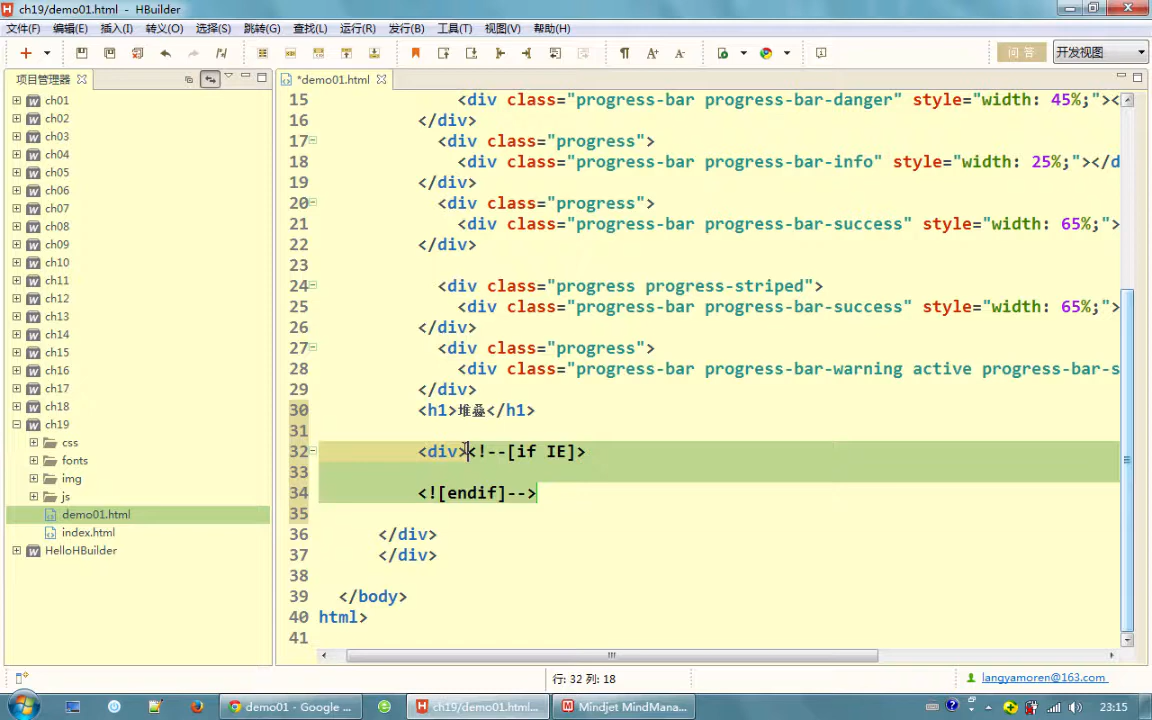 ch19/demo01.html - HBuilder
文件(F) 编辑(E) 插入(I) 转义(O) 选择(S) 跳转(G) 查找(L) 运行(R) 发行(B) 工具(T) 视图(V) 帮助(H)
问 答 开发视图
项目管理器
*demo01.html
ch01
ch02
ch03
ch04
ch05
ch06
ch07
ch08
ch09
ch10
ch11
ch12
ch13
ch14
ch15
ch16
ch17
ch18
ch19
css
fonts
img
js
demo01.html
index.html
HelloHBuilder
15 <div class="progress-bar progress-bar-danger" style="width: 45%;"><
16 </div>
17 <div class="progress">
18 <div class="progress-bar progress-bar-info" style="width: 25%;"></d
19 </div>
20 <div class="progress">
21 <div class="progress-bar progress-bar-success" style="width: 65%;">
22 </div>
23
24 <div class="progress progress-striped">
25 <div class="progress-bar progress-bar-success" style="width: 65%;">
26 </div>
27 <div class="progress">
28 <div class="progress-bar progress-bar-warning active progress-bar-s
29 </div>
30 <h1>堆叠</h1>
31
32 <div><!--[if IE]>
33
34 <![endif]-->
35
36 </div>
37 </div>
38
39 </body>
40 html>
41
行: 32 列: 18
langyamoren@163.com
demo01 - Google ...
ch19/demo01.html...
Mindjet MindMana...
23:15